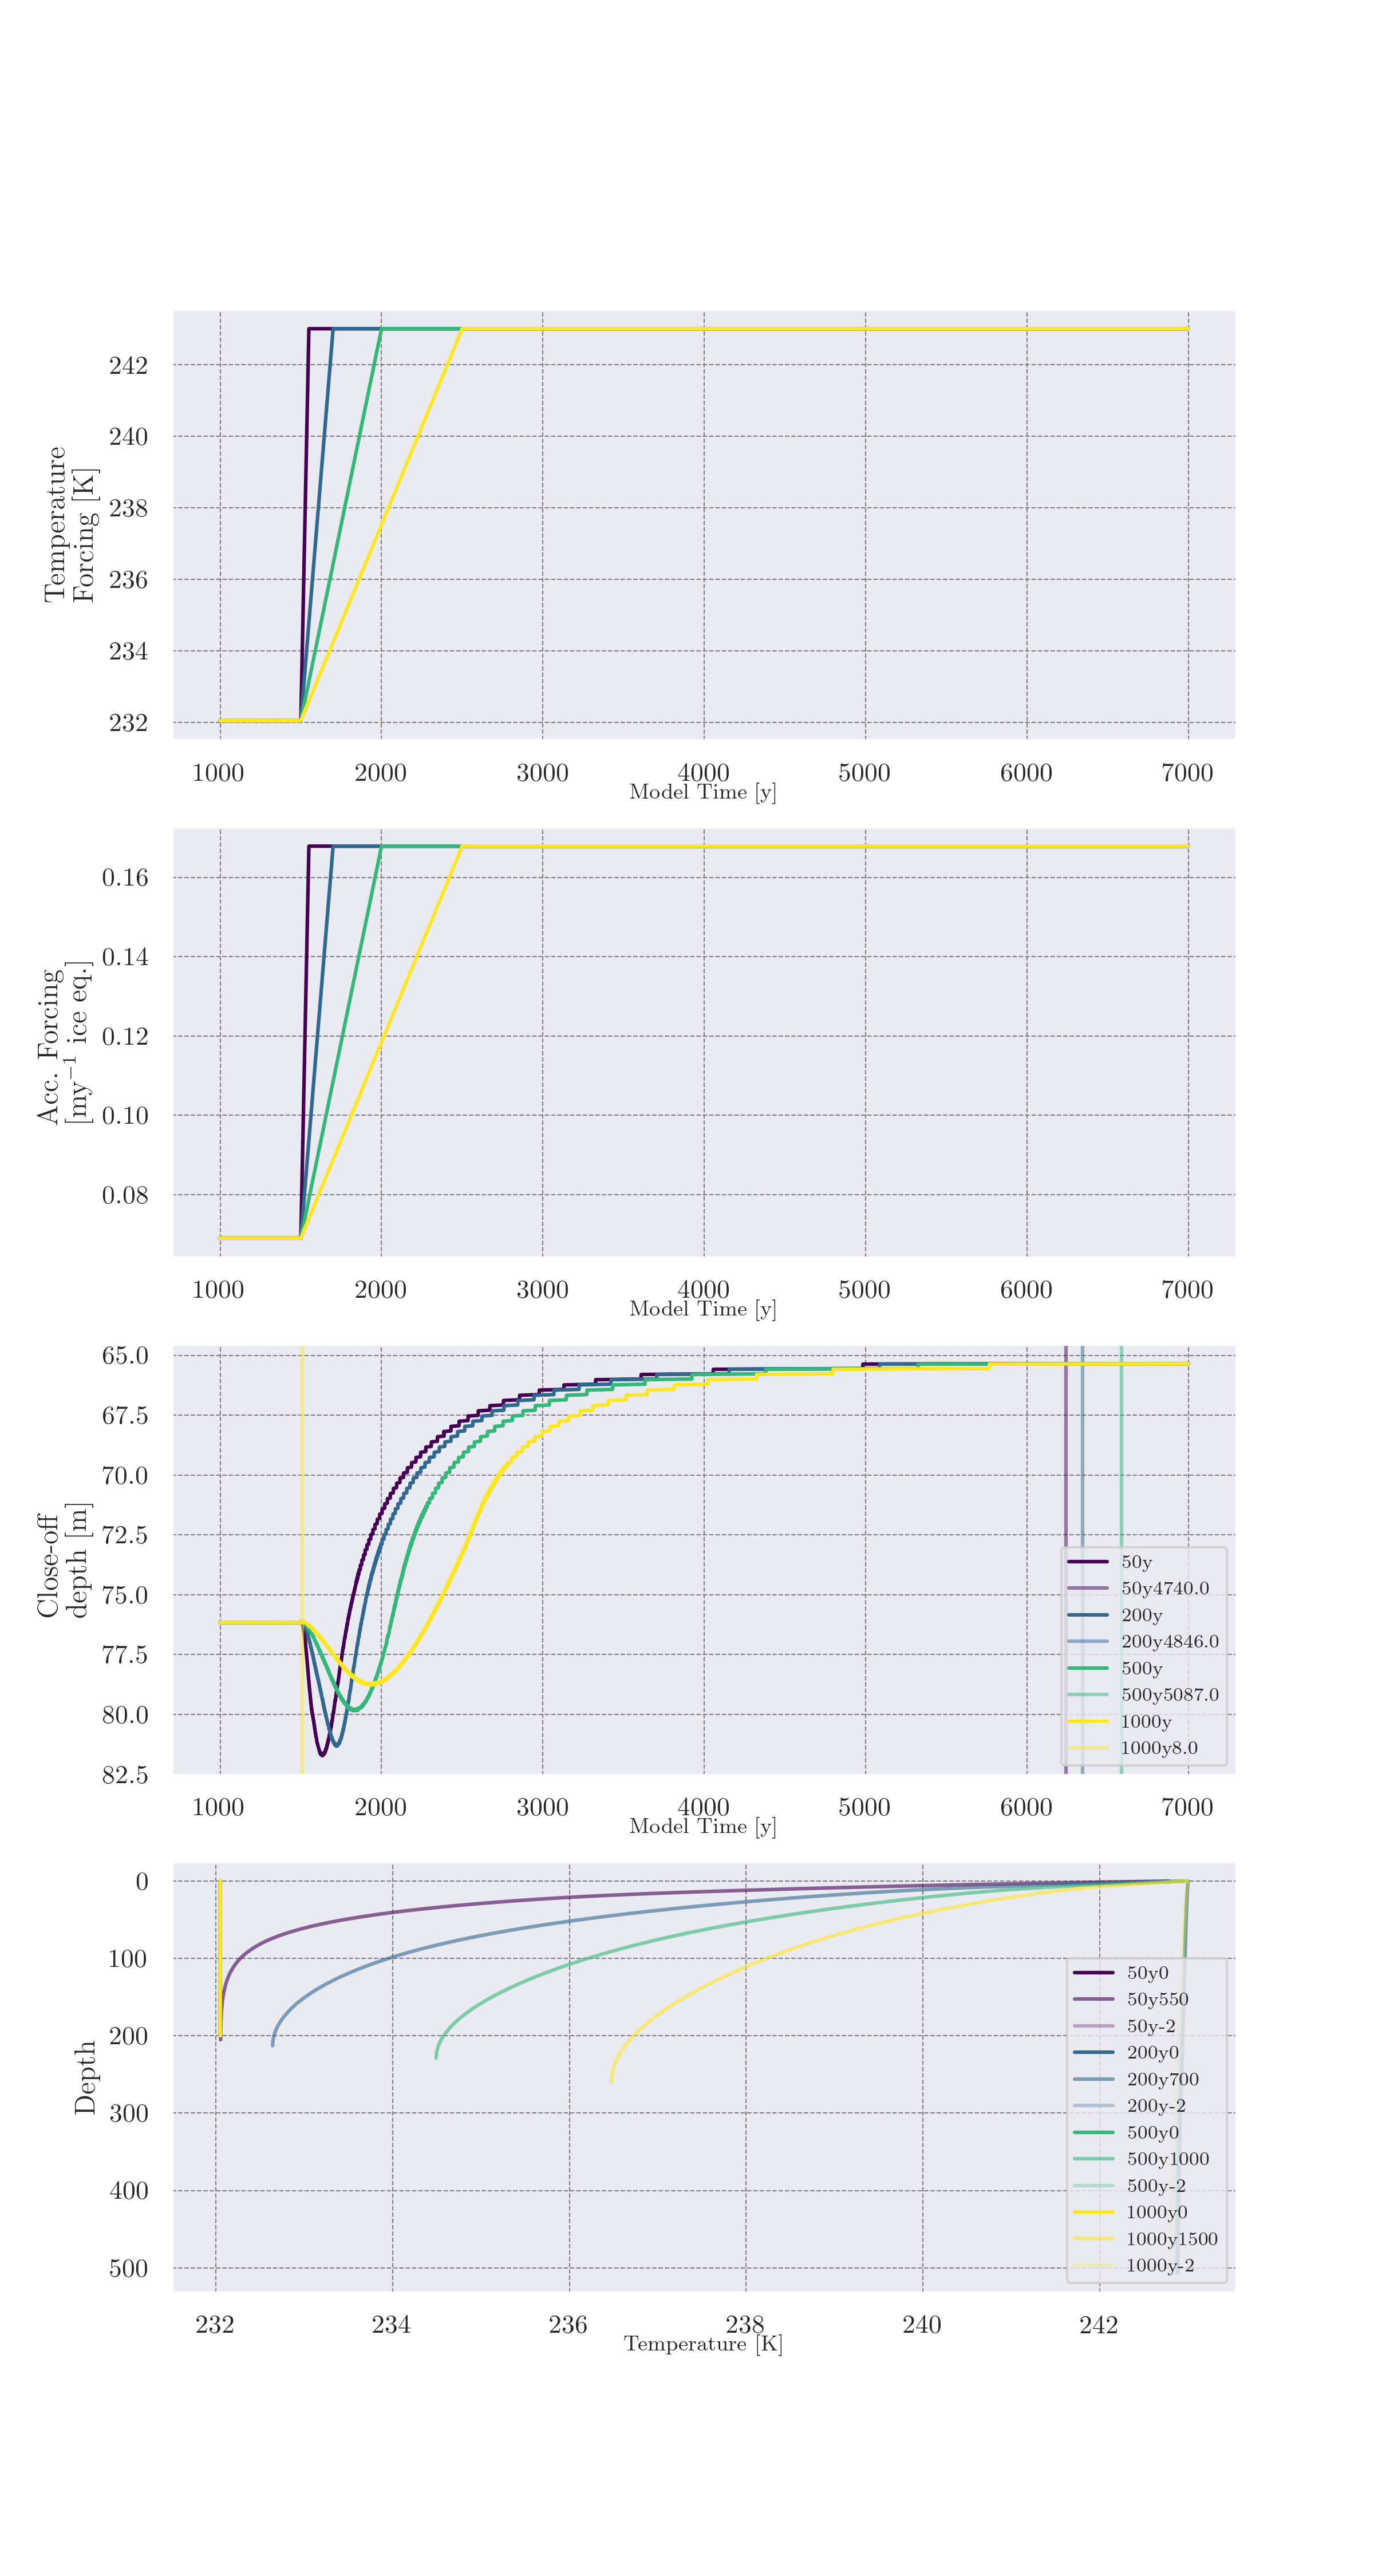 242
240
238
236
234
232
Temperature
Forcing [K]
1000 2000 3000 4000 5000 6000 7000
Model Time [y]
0.16
0.14
0.12
0.10
0.08
Acc. Forcing
[my⁻¹ ice eq.]
1000 2000 3000 4000 5000 6000 7000
Model Time [y]
65.0
67.5
70.0
72.5
75.0
77.5
80.0
82.5
Close-off
depth [m]
50y
50y4740.0
200y
200y4846.0
500y
500y5087.0
1000y
1000y8.0
1000 2000 3000 4000 5000 6000 7000
Model Time [y]
0
100
200
300
400
500
Depth
50y0
50y550
50y-2
200y0
200y700
200y-2
500y0
500y1000
500y-2
1000y0
1000y1500
1000y-2
232 234 236 238 240 242
Temperature [K]